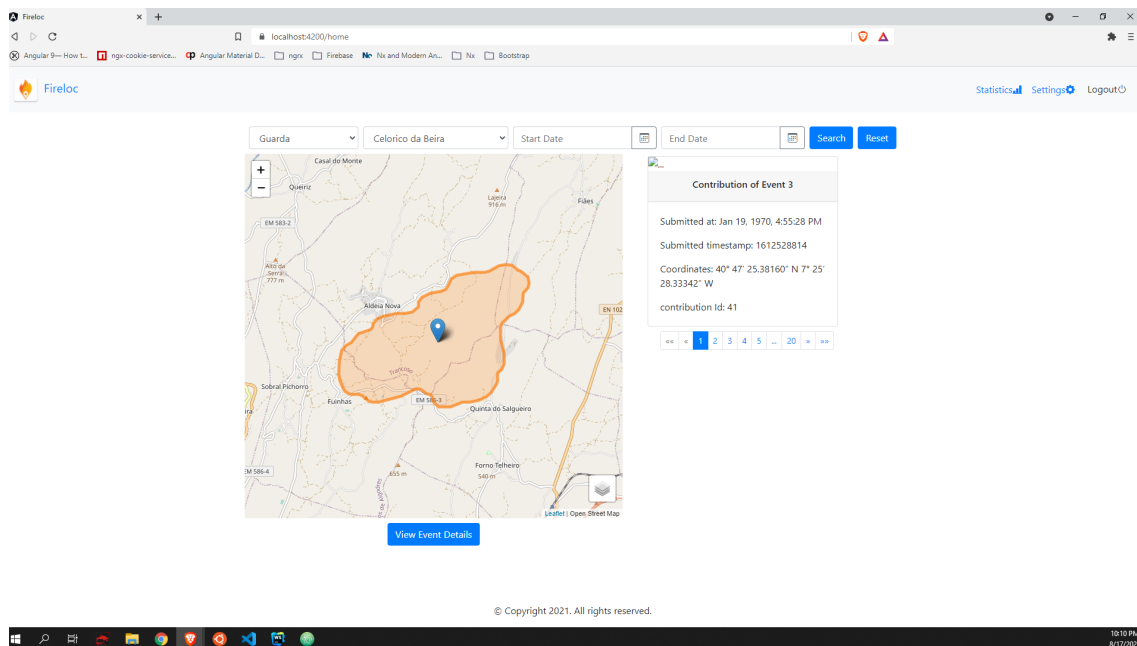 Fireloc
localhost:4200/home
Angular 9— How t...
ngx-cookie-service...
Angular Material D...
ngrx
Firebase
Nx and Modern An...
Nx
Bootstrap
Fireloc
Statistics
Settings
Logout
Guarda
Celorico da Beira
Start Date
End Date
Search
Reset
+
−
Casal do Monte
Queiriz
Lajeira
916 m
Fiães
EM 583-2
Alto da
Serra
777 m
Aldeia Nova
EN 102
Trancoso
Sobral Pichorro
Fuinhas
EM 586-3
Quinta do Salgueiro
EM 586-4
655 m
Forno Telheiro
540 m
Leaflet | Open Street Map
View Event Details
...
Contribution of Event 3
Submitted at: Jan 19, 1970, 4:55:28 PM
Submitted timestamp: 1612528814
Coordinates: 40° 47' 25.38160" N 7° 25'
28.33342" W
contribution Id: 41
«« « 1 2 3 4 5 ... 20 » »»
© Copyright 2021. All rights reserved.
10:10 PM